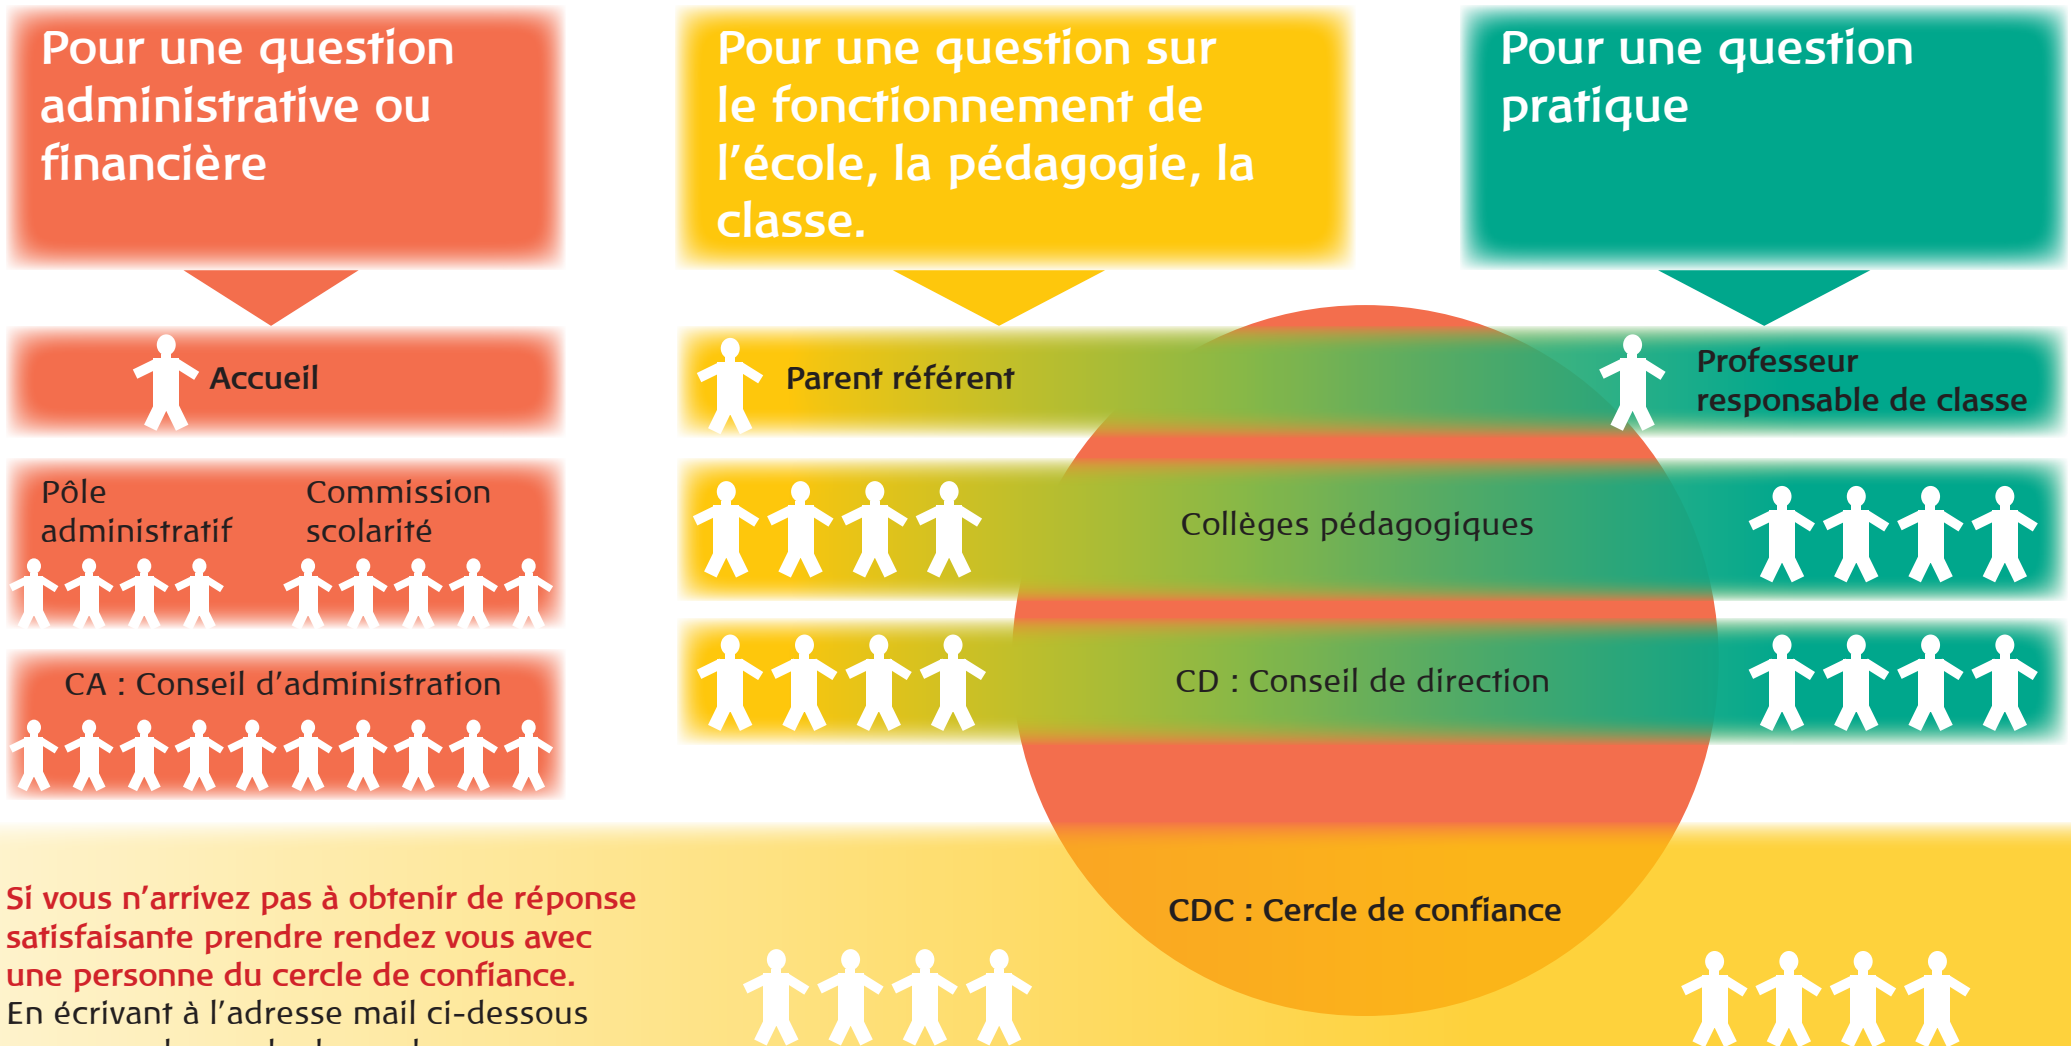 Pour une question
administrative ou
financière
Pour une question sur
le fonctionnement de
l'école, la pédagogie, la
classe.
Pour une question
pratique
Accueil
Parent référent
Professeur
responsable de classe
Pôle
administratif
Commission
scolarité
Collèges pédagogiques
CA : Conseil d'administration
CD : Conseil de direction
Si vous n'arrivez pas à obtenir de réponse
satisfaisante prendre rendez vous avec
une personne du cercle de confiance.
En écrivant à l'adresse mail ci-dessous
CDC : Cercle de confiance